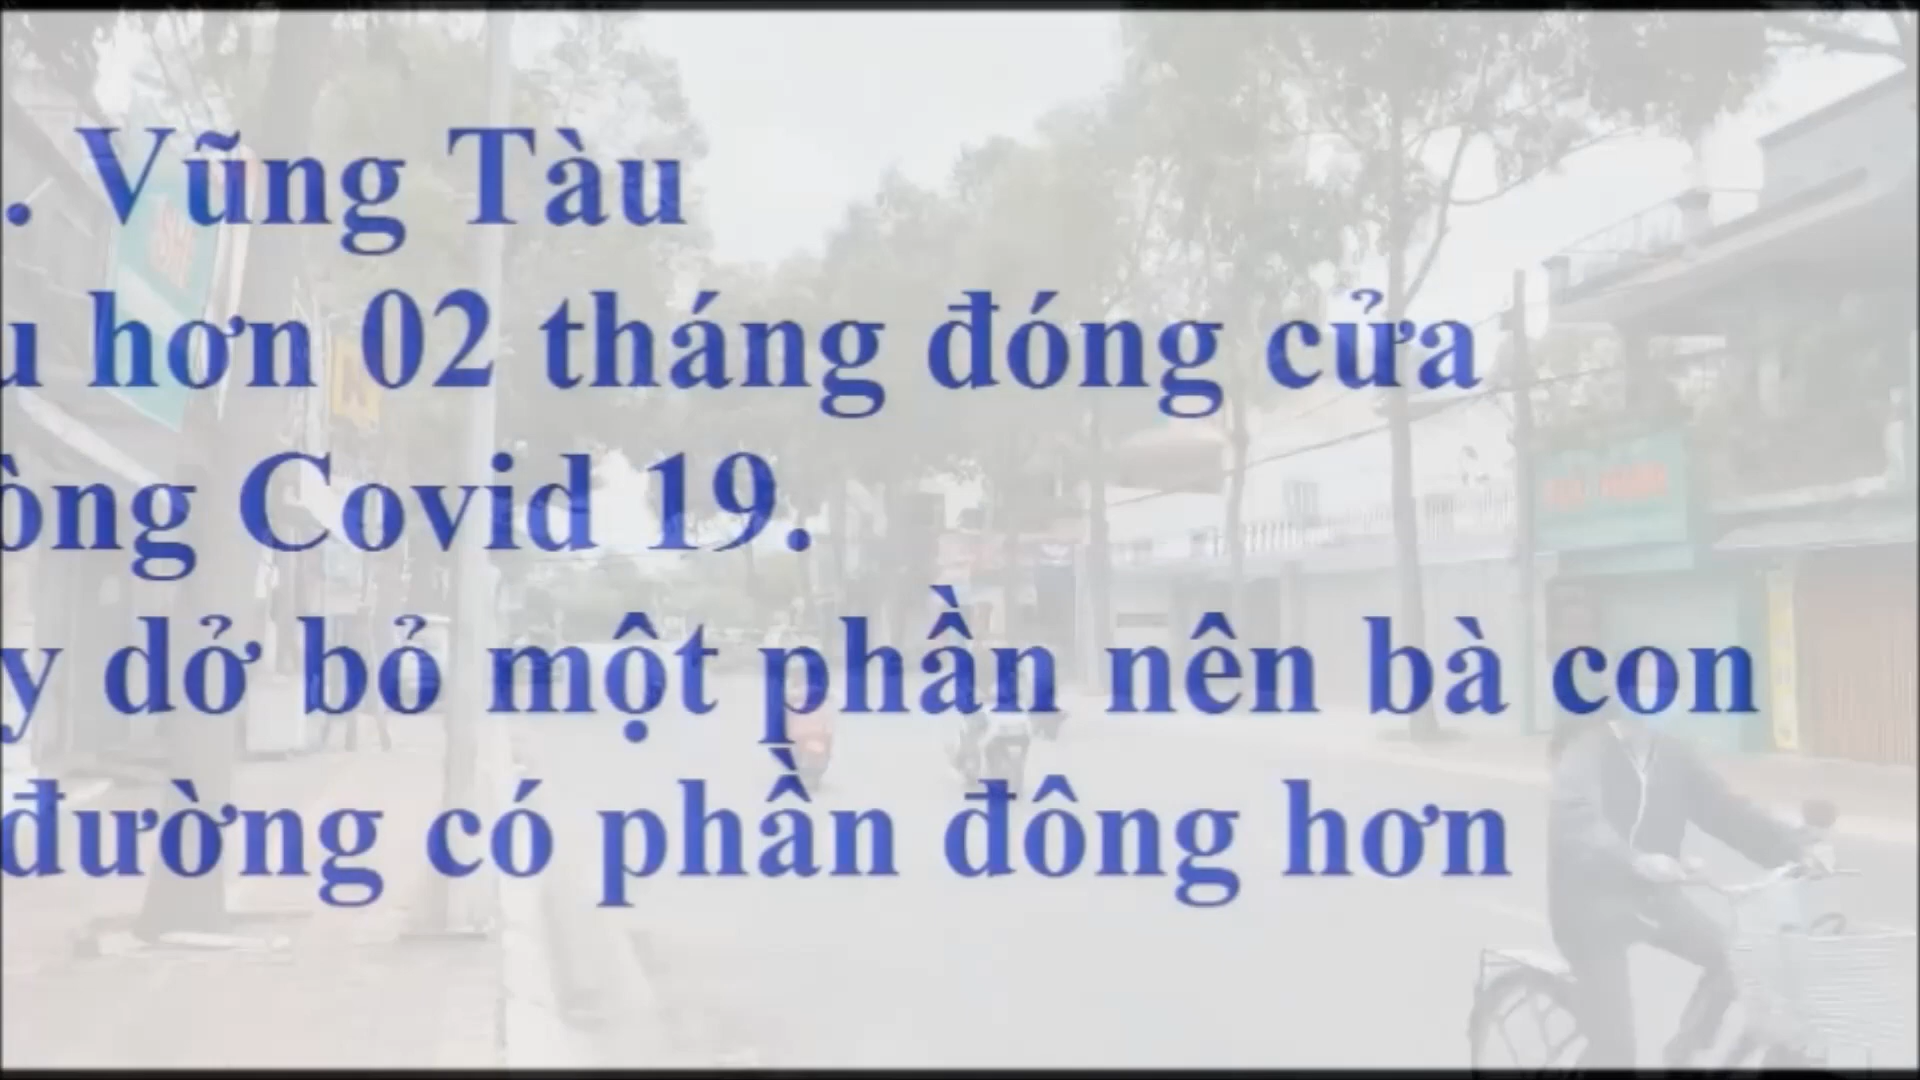 . Vũng Tàu
u hơn 02 tháng đóng cửa
òng Covid 19.
y dở bỏ một phần nên bà con
đường có phần đông hơn